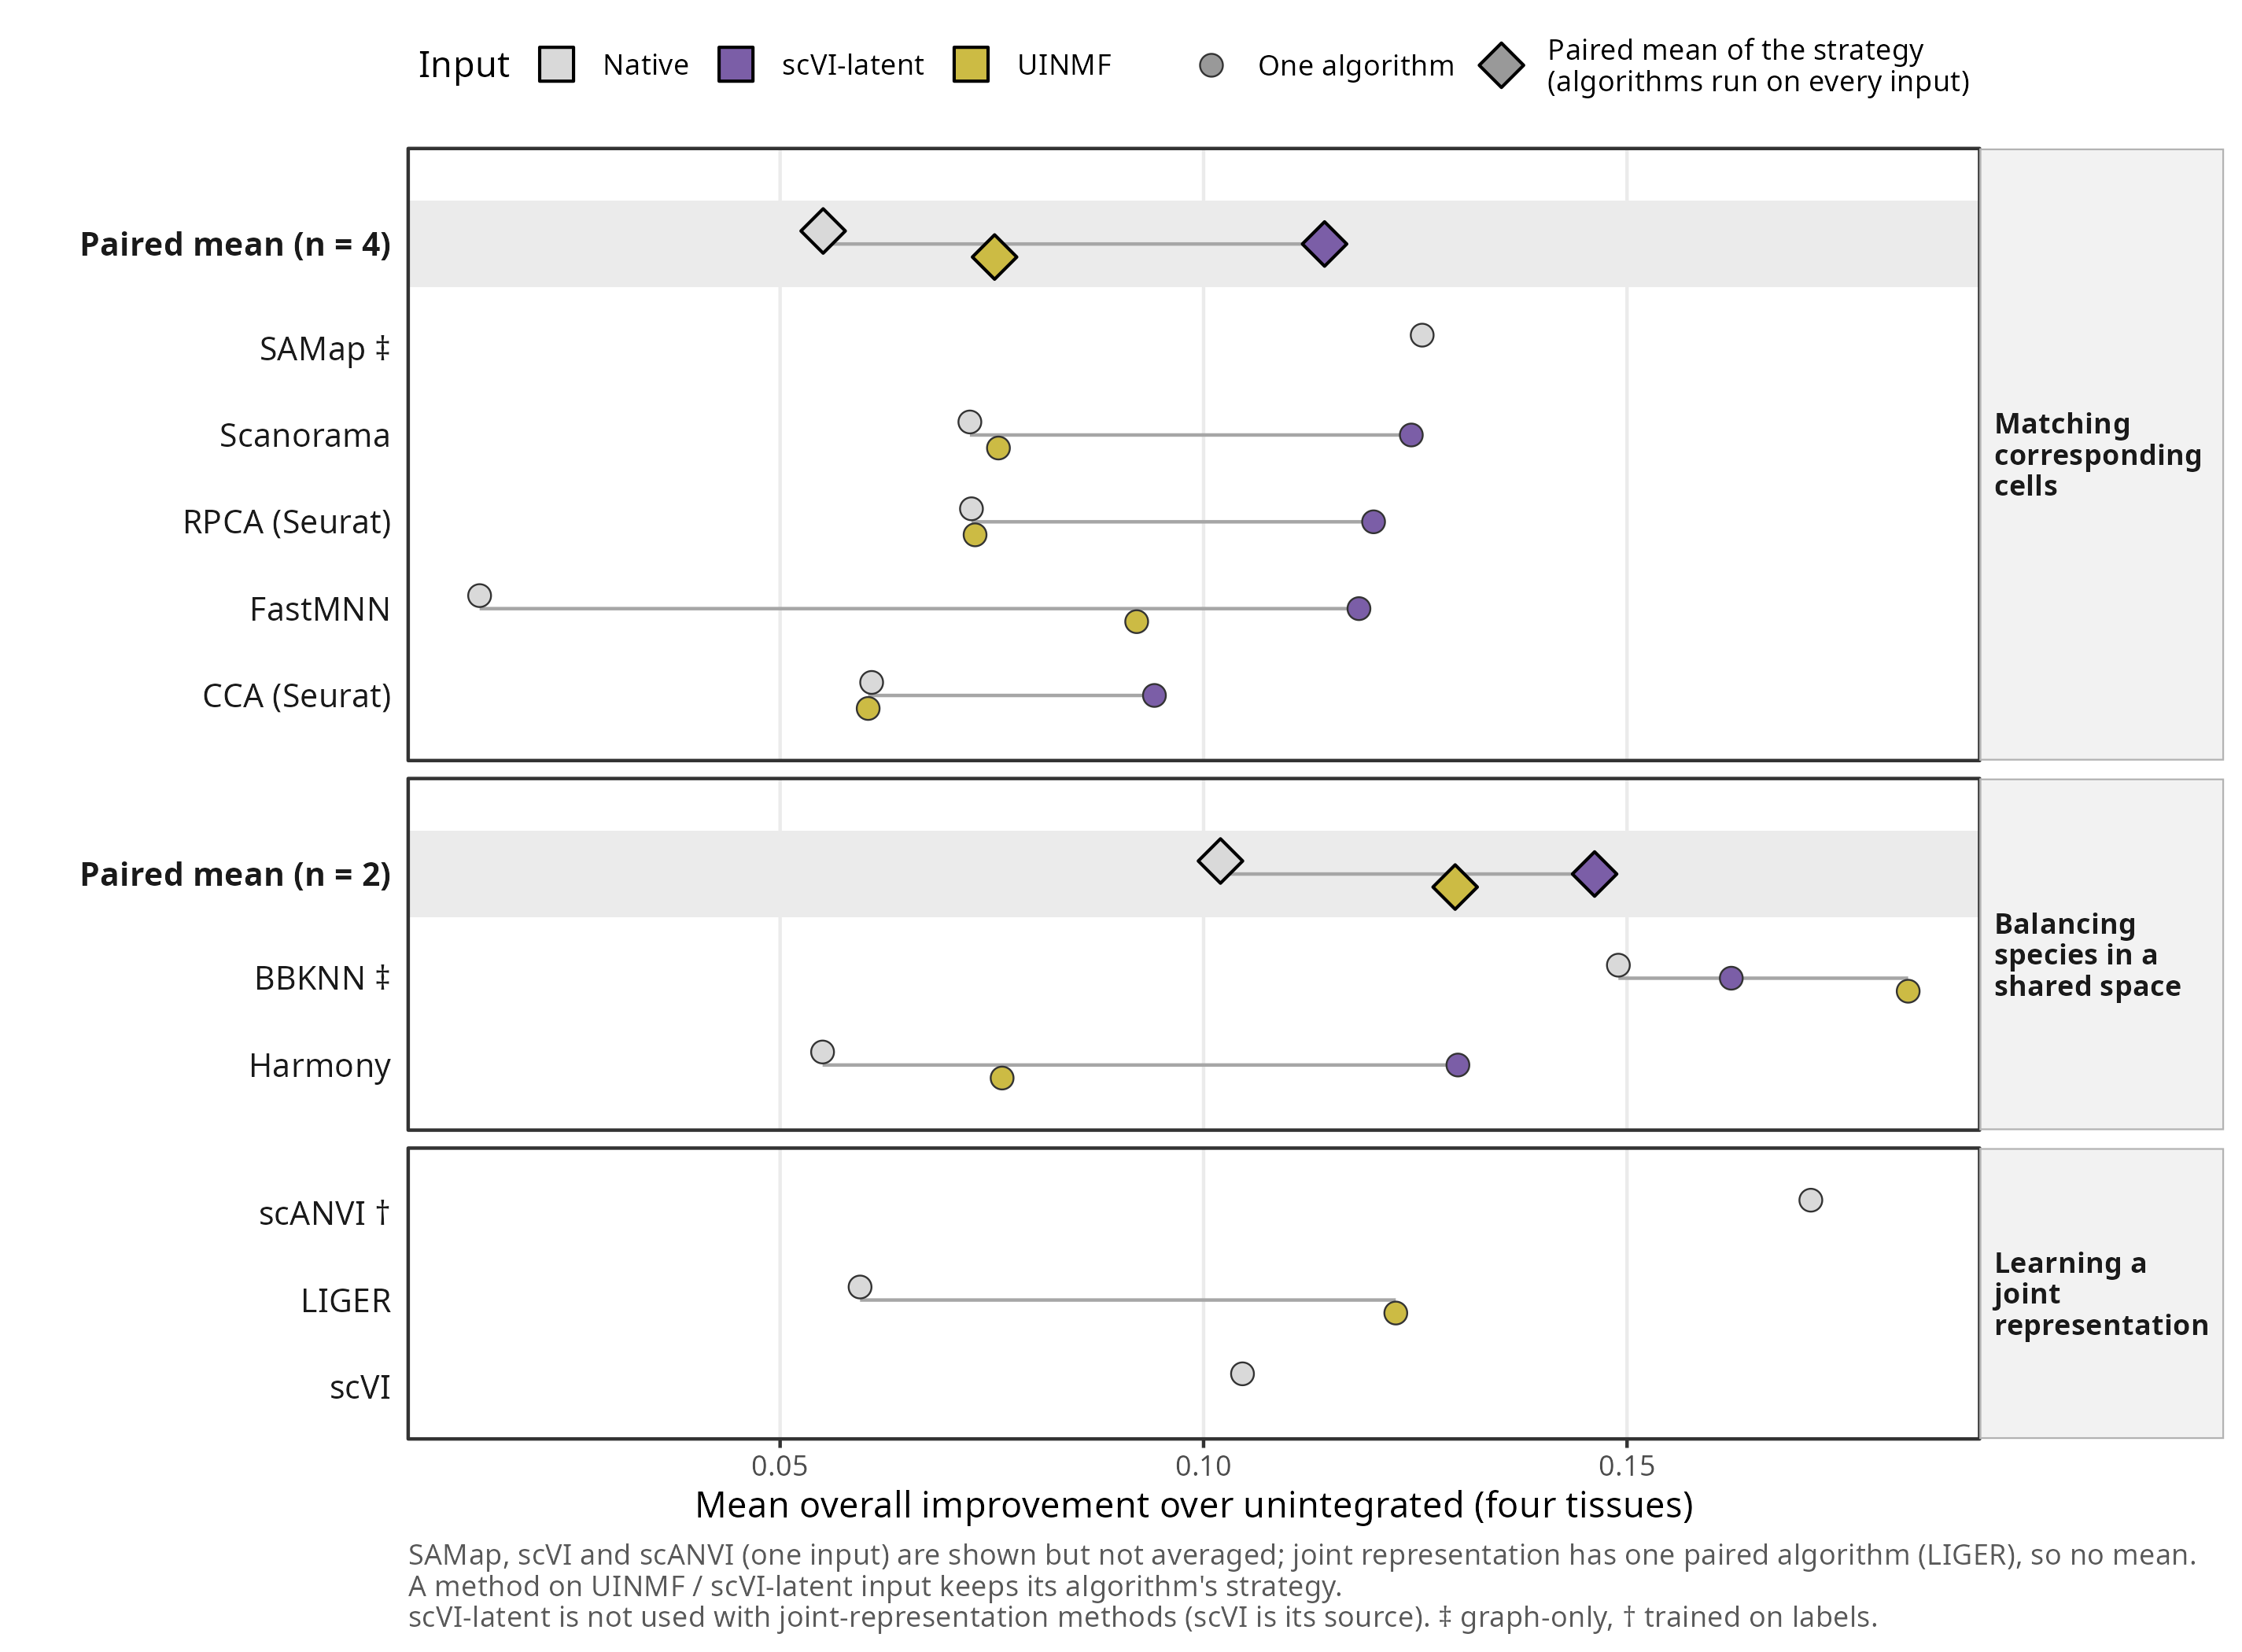 Input Native scVI-latent UINMF One algorithm Paired mean of the strategy
(algorithms run on every input)
Paired mean (n = 4)
SAMap ‡
Scanorama
RPCA (Seurat)
FastMNN
CCA (Seurat)
Matching
corresponding
cells
Paired mean (n = 2)
BBKNN ‡
Harmony
Balancing
species in a
shared space
scANVI †
LIGER
scVI
Learning a
joint
representation
0.05 0.10 0.15
Mean overall improvement over unintegrated (four tissues)
SAMap, scVI and scANVI (one input) are shown but not averaged; joint representation has one paired algorithm (LIGER), so no mean.
A method on UINMF / scVI-latent input keeps its algorithm's strategy.
scVI-latent is not used with joint-representation methods (scVI is its source). ‡ graph-only, † trained on labels.